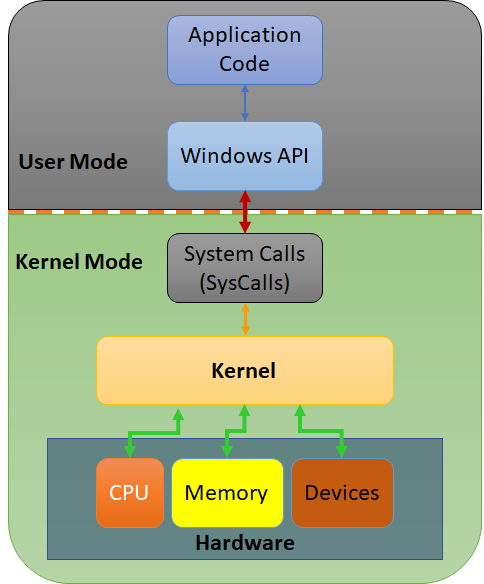 Application
Code
Windows API
User Mode
System Calls
(SysCalls)
Kernel Mode
Kernel
CPU
Memory
Devices
Hardware